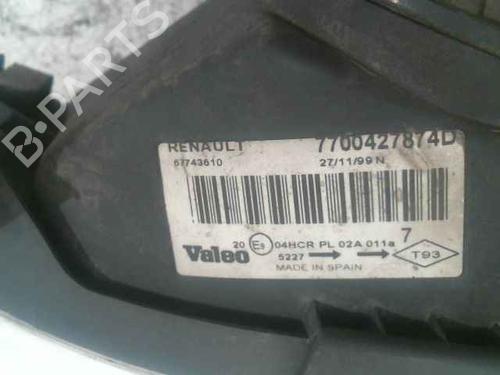 B-PARTS
RENAULT 7700427874D
67743610 27/11/99 N
Valeo 20 E9 04HCR PL 02A 011a 7
5227 T93
MADE IN SPAIN